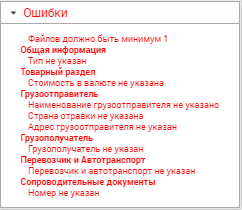 Ошибки
Файлов должно быть минимум 1
Общая информация
Тип не указан
Товарный раздел
Стоимость в валюте не указана
Грузоотправитель
Наименование грузоотправителя не указано
Страна отравки не указана
Адрес грузоотправителя не указан
Грузополучатель
Грузополучатель не указан
Перевозчик и Автотранспорт
Перевозчик и автотранспорт не указан
Сопроводительные документы
Номер не указан